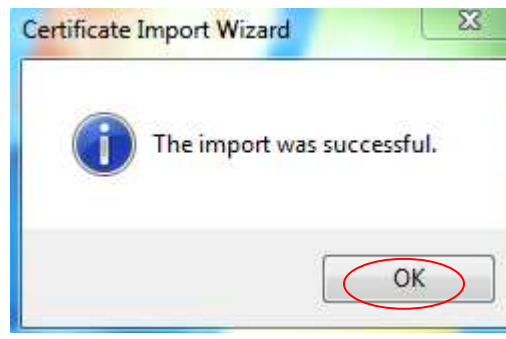 Certificate Import Wizard
The import was successful.
OK